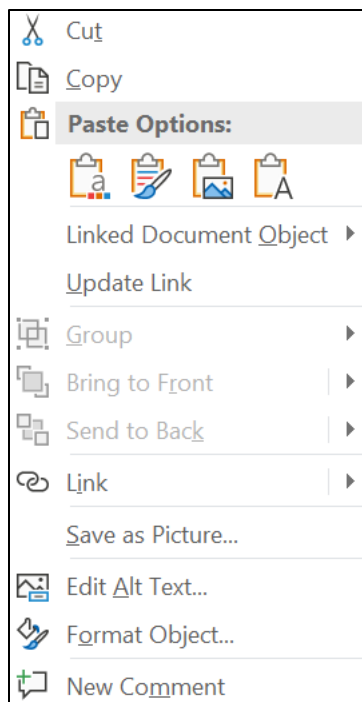 Cut
Copy
Paste Options:
a A
Linked Document Object
Update Link
Group
Bring to Front
Send to Back
Link
Save as Picture...
Edit Alt Text...
Format Object...
New Comment